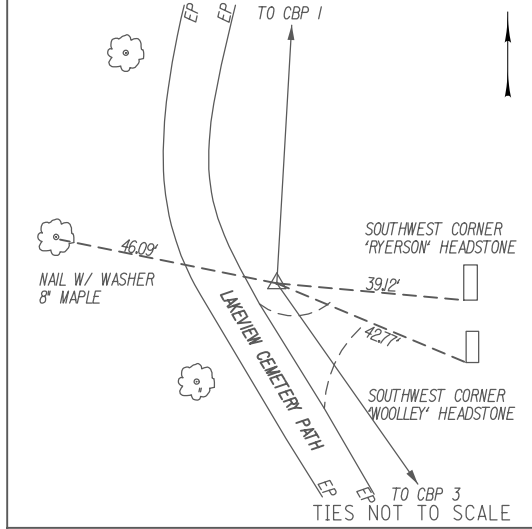 EP
EP
TO CBP 1
SOUTHWEST CORNER
'RYERSON' HEADSTONE
46.09'
NAIL W/ WASHER
8" MAPLE
39.12'
LAKEVIEW CEMETERY PATH
42.77'
SOUTHWEST CORNER
'WOOLLEY' HEADSTONE
EP
EP
TO CBP 3
TIES NOT TO SCALE